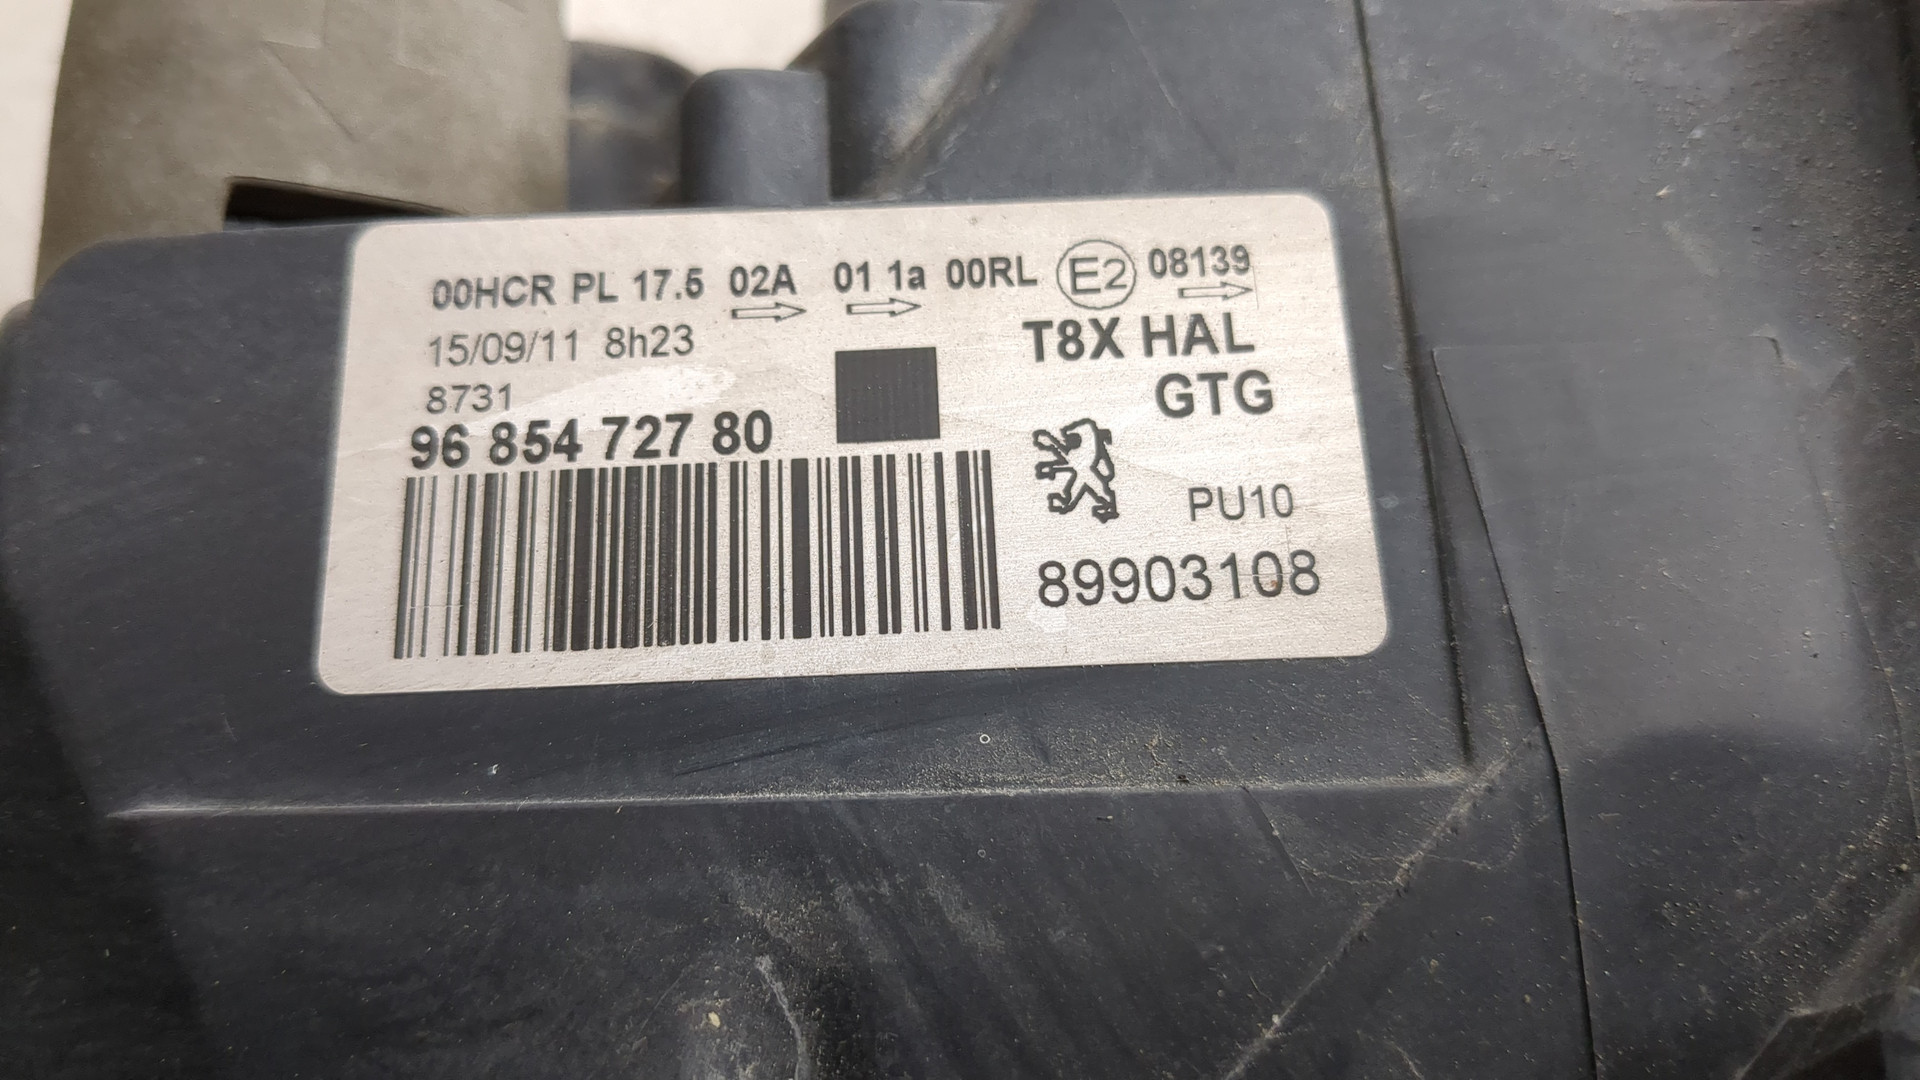 00HCR PL 17.5 02A 01 1a 00RL E2 08139
15/09/11 8h23
T8X HAL
8731
GTG
96 854 727 80
PU10
89903108